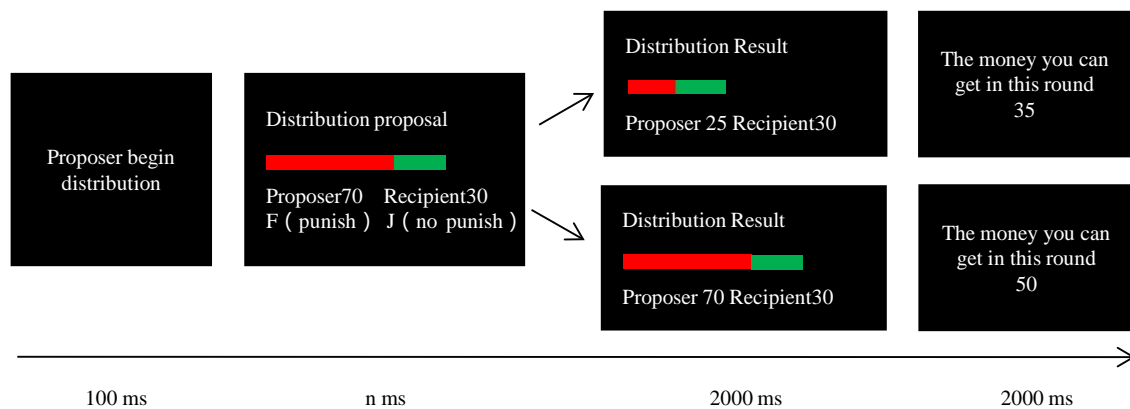 Proposer begin
distribution
Distribution proposal
Proposer70 Recipient30
F ( punish ) J ( no punish )
Distribution Result
Proposer 25 Recipient30
The money you can
get in this round
35
Distribution Result
Proposer 70 Recipient30
The money you can
get in this round
50
100 ms
n ms
2000 ms
2000 ms